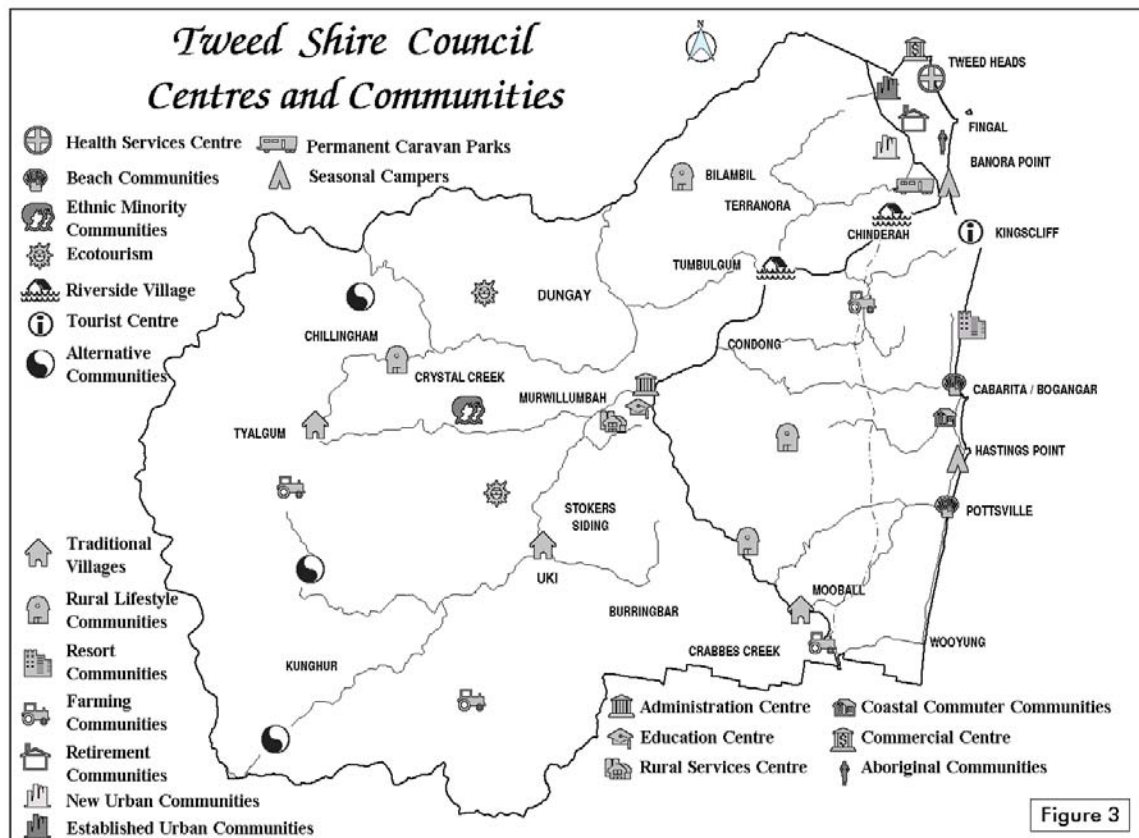 Tweed Shire Council
Centres and Communities
N
Health Services Centre
Permanent Caravan Parks
Beach Communities
Seasonal Campers
Ethnic Minority
Communities
Ecotourism
Riverside Village
i
Tourist Centre
Alternative
Communities
TWEED HEADS
FINGAL
BANORA POINT
BILAMBIL
TERRANORA
CHINDERAH
i
KINGSCLIFF
TUMBULGUM
DUNGAY
CHILLINGHAM
CONDONG
CRYSTAL CREEK
MURWILLUMBAH
CABARITA / BOGANGAR
TYALGUM
HASTINGS POINT
STOKERS
SIDING
POTTSVILLE
UKI
MOOBALL
BURRINGBAR
WOOYUNG
CRABBES CREEK
KUNGHUR
Traditional
Villages
Rural Lifestyle
Communities
Resort
Communities
Farming
Communities
Retirement
Communities
New Urban Communities
Established Urban Communities
Administration Centre
Coastal Commuter Communities
Education Centre
$
Commercial Centre
Rural Services Centre
Aboriginal Communities
Figure 3